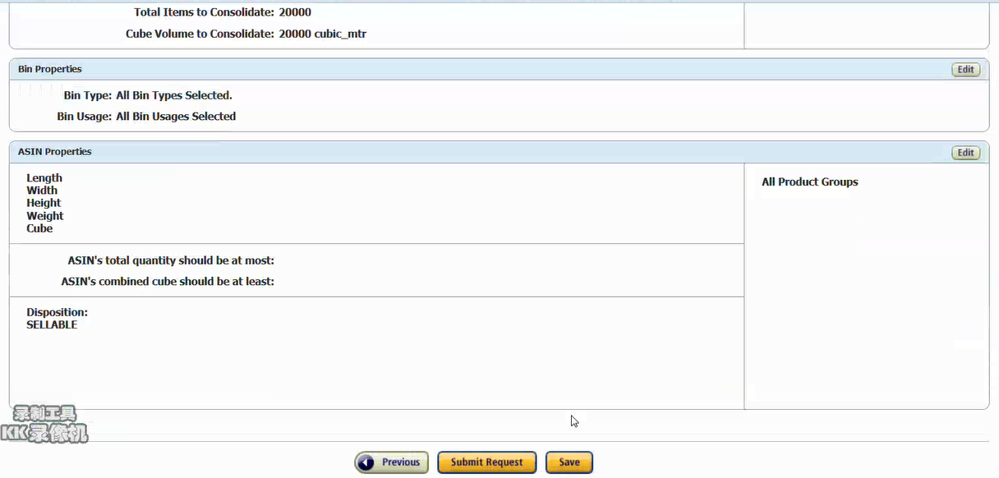 Total Items to Consolidate: 20000
Cube Volume to Consolidate: 20000 cubic_mtr
Bin Properties
Edit
Bin Type: All Bin Types Selected.
Bin Usage: All Bin Usages Selected
ASIN Properties
Edit
Length
Width
Height
Weight
Cube
All Product Groups
ASIN's total quantity should be at most:
ASIN's combined cube should be at least:
Disposition:
SELLABLE
录制工具
KK录像机
Previous
Submit Request
Save